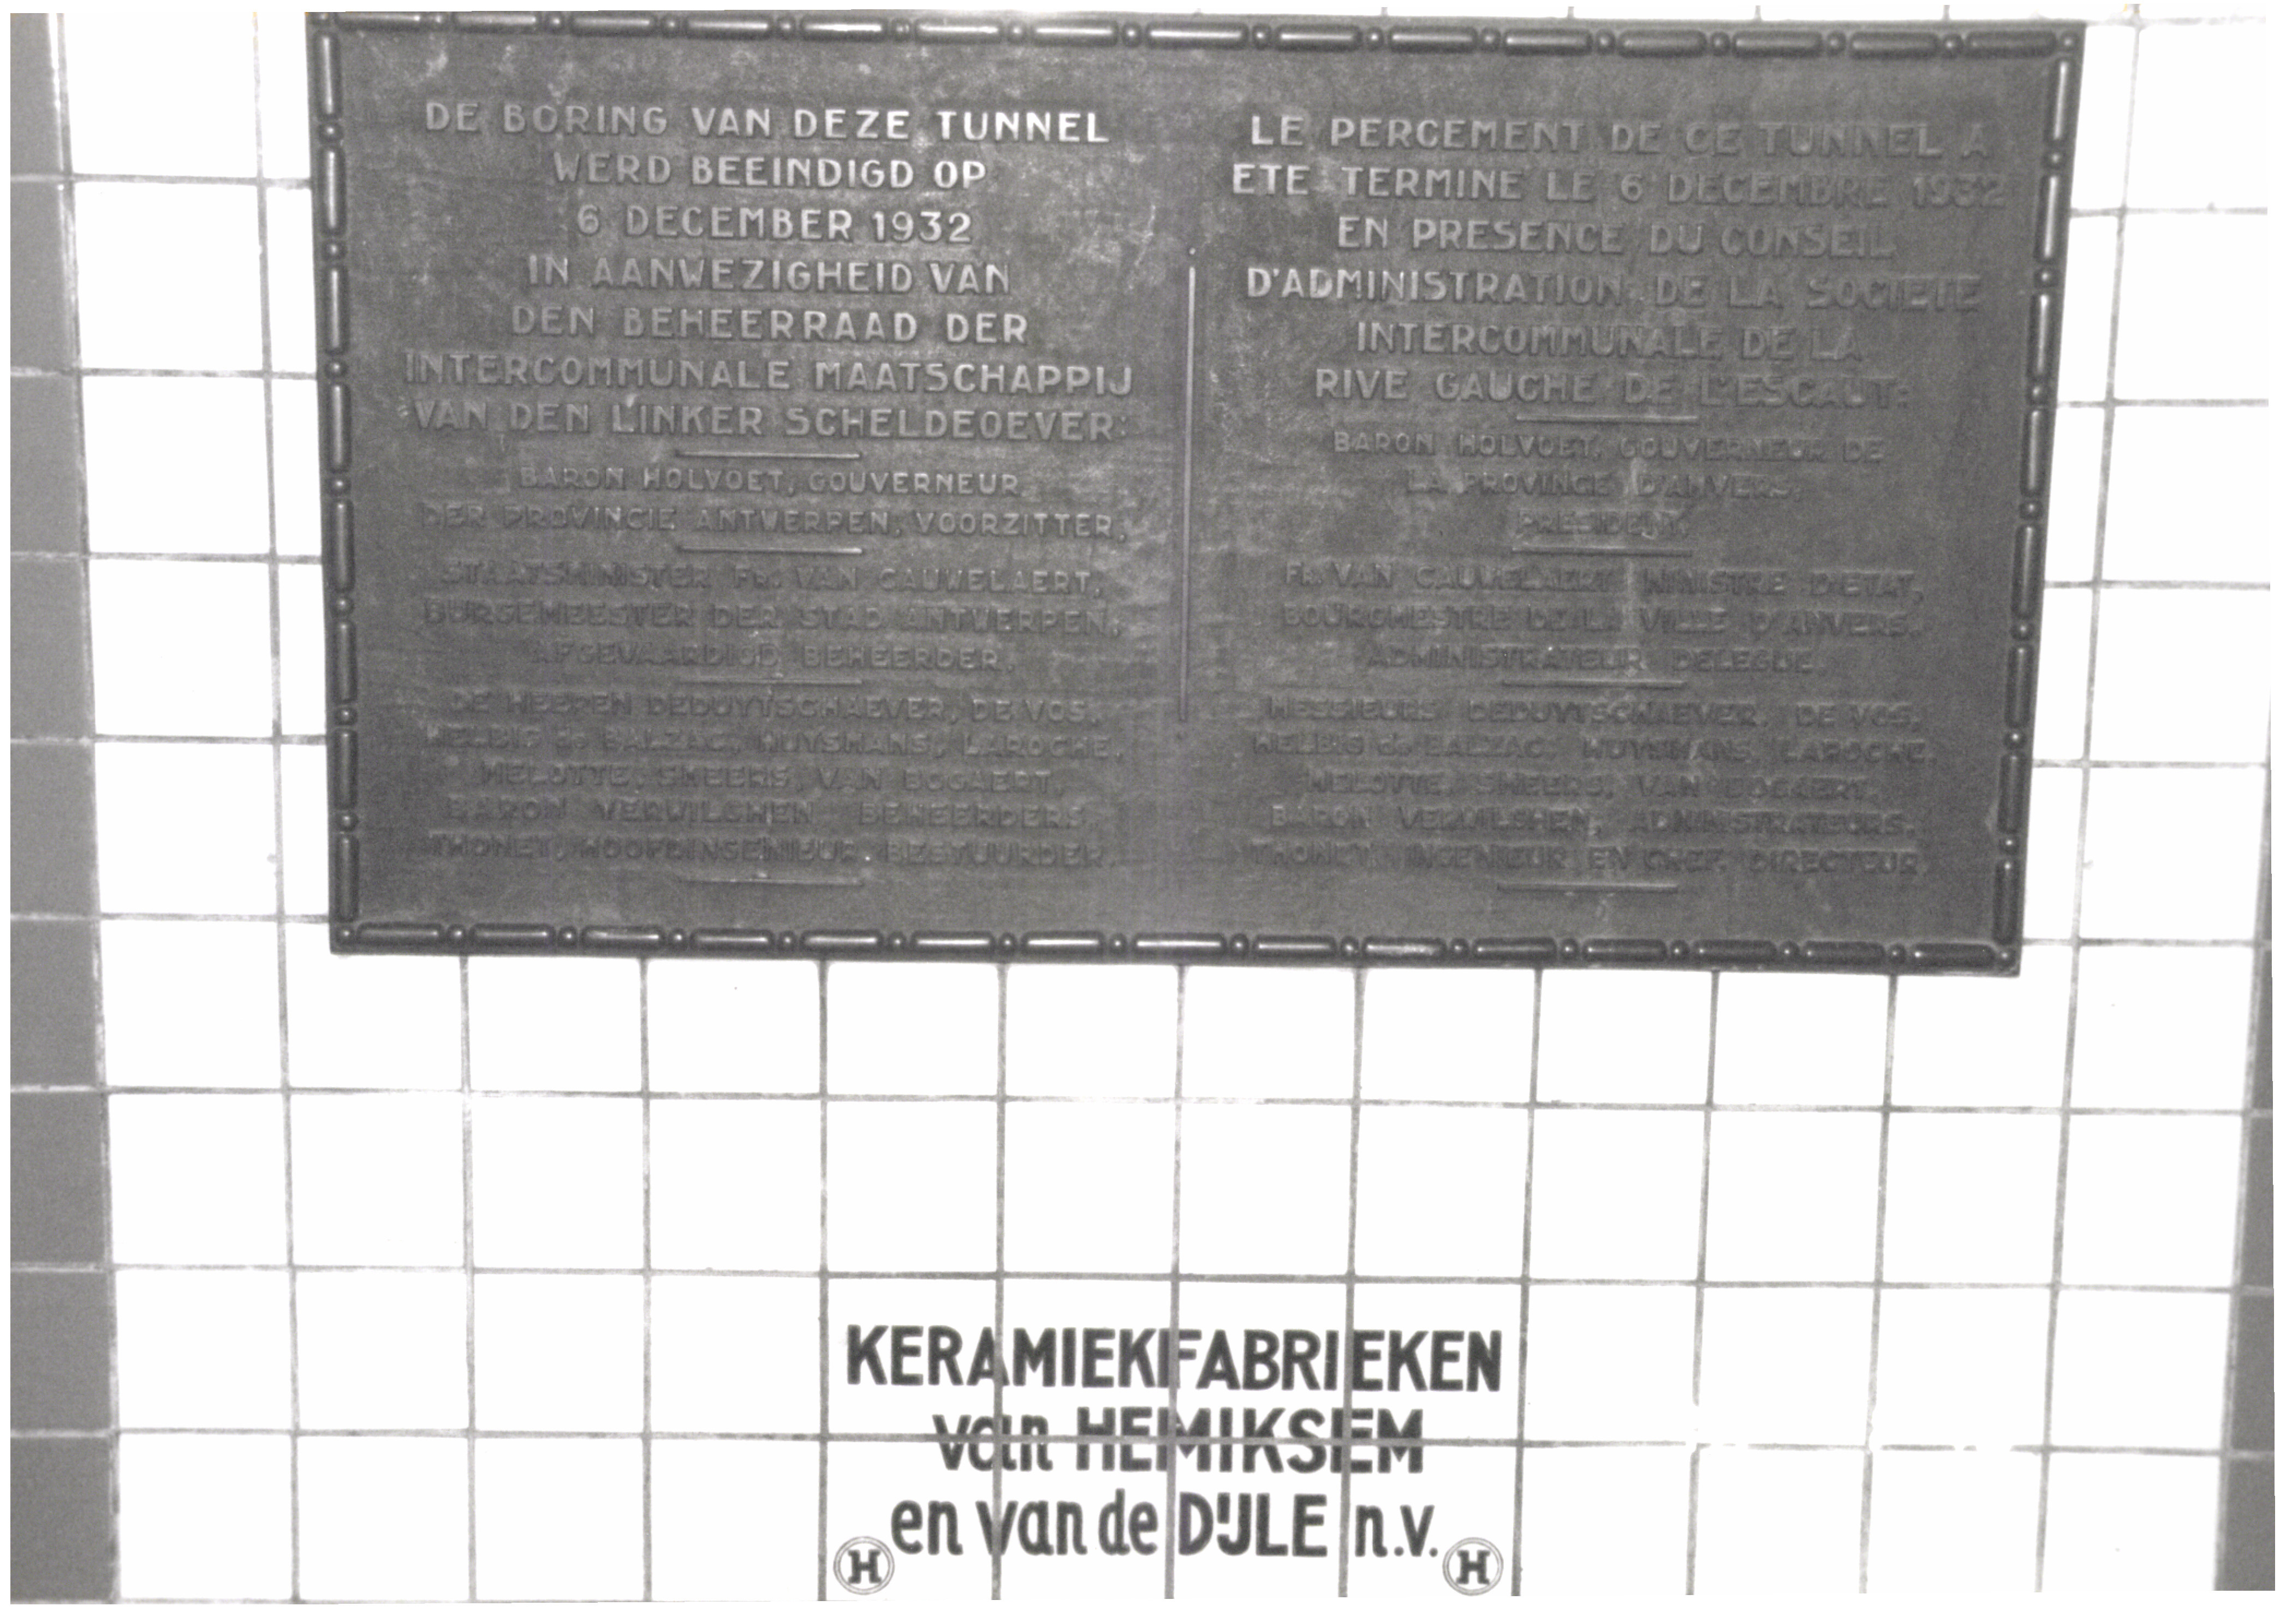 DE BORING VAN DEZE TUNNEL
WERD BEEINDIGD OP
6 DECEMBER 1932
IN AANWEZIGHEID VAN
DEN BEHEERRAAD DER
INTERCOMMUNALE MAATSCHAPPIJ
VAN DEN LINKER SCHELDEOEVER:
BARON HOLVOET, GOUVERNEUR
DER PROVINCIE ANTWERPEN, VOORZITTER,
STAATSMINISTER FR. VAN CAUWELAERT,
BURGEMEESTER DER STAD ANTWERPEN,
AFGEVAARDIGD BEHEERDER.
DE HEEREN DEDUYTSCHAEVER, DE VOS,
HELBIG de BALZAC, HUYSMANS, LAROCHE,
MELOTTE, SMEERS, VAN BOGAERT,
BARON VERWILGHEN BEHEERDERS.
THONET, HOOFDINGENIEUR BESTUURDER.
LE PERCEMENT DE CE TUNNEL A
ETE TERMINE LE 6 DECEMBRE 1932
EN PRESENCE DU CONSEIL
D'ADMINISTRATION DE LA SOCIETE
INTERCOMMUNALE DE LA
RIVE GAUCHE DE L'ESCAUT:
BARON HOLVOET, GOUVERNEUR DE
LA PROVINCE D'ANVERS,
PRESIDENT.
FR. VAN CAUWELAERT MINISTRE D'ETAT,
BOURGMESTRE DE LA VILLE D'ANVERS.
ADMINISTRATEUR DELEGUE.
MESSIEURS DEDUYTSCHAEVER, DE VOS,
HELBIG de BALZAC, HUYSMANS, LAROCHE,
MELOTTE, SMEERS, VAN BOGAERT,
BARON VERWILGHEN, ADMINISTRATEURS.
THONET, INGENIEUR EN CHEF, DIRECTEUR
KERAMIEKFABRIEKEN
van HEMIKSEM
en van de DIJLE n.v.
H H